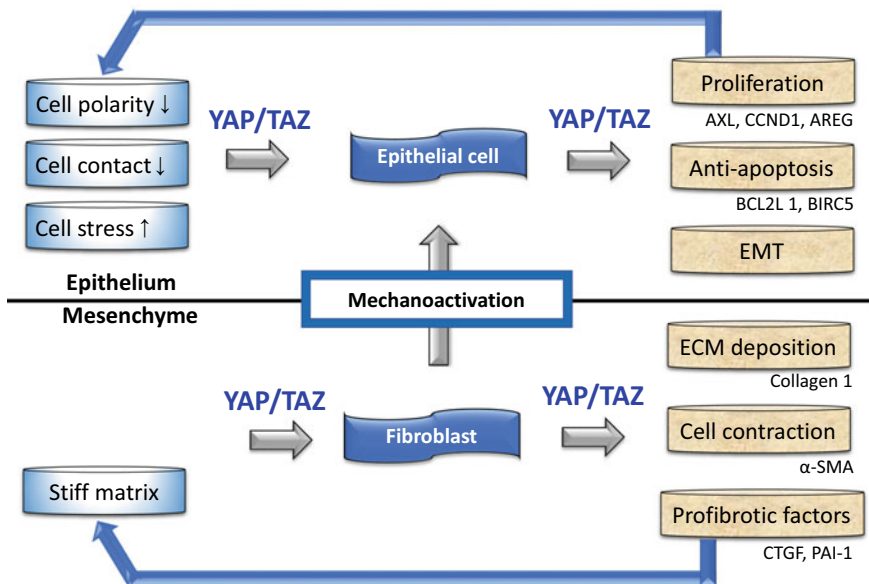 Cell polarity ↓
Cell contact ↓
Cell stress ↑
YAP/TAZ
Epithelial cell
YAP/TAZ
Proliferation
AXL, CCND1, AREG
Anti-apoptosis
BCL2L 1, BIRC5
EMT
Epithelium
Mesenchyme
Mechanoactivation
Stiff matrix
YAP/TAZ
Fibroblast
YAP/TAZ
ECM deposition
Collagen 1
Cell contraction
α-SMA
Profibrotic factors
CTGF, PAI-1